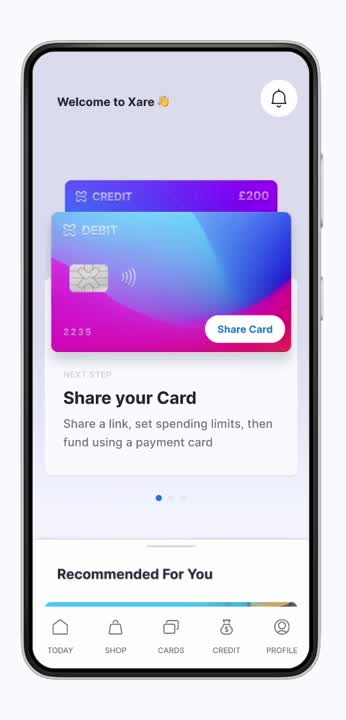 Welcome to Xare 👋
CREDIT
£200
DEBIT
2235
Share Card
NEXT STEP
Share your Card
Share a link, set spending limits, then
fund using a payment card
Recommended For You
TODAY
SHOP
CARDS
CREDIT
PROFILE